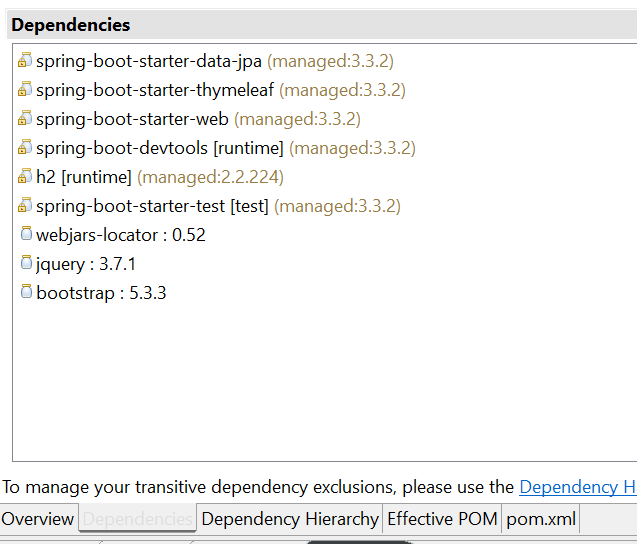 Dependencies
spring-boot-starter-data-jpa (managed:3.3.2)
spring-boot-starter-thymeleaf (managed:3.3.2)
spring-boot-starter-web (managed:3.3.2)
spring-boot-devtools [runtime] (managed:3.3.2)
h2 [runtime] (managed:2.2.224)
spring-boot-starter-test [test] (managed:3.3.2)
webjars-locator : 0.52
jquery : 3.7.1
bootstrap : 5.3.3
To manage your transitive dependency exclusions, please use the Dependency H
Overview Dependencies Dependency Hierarchy Effective POM pom.xml